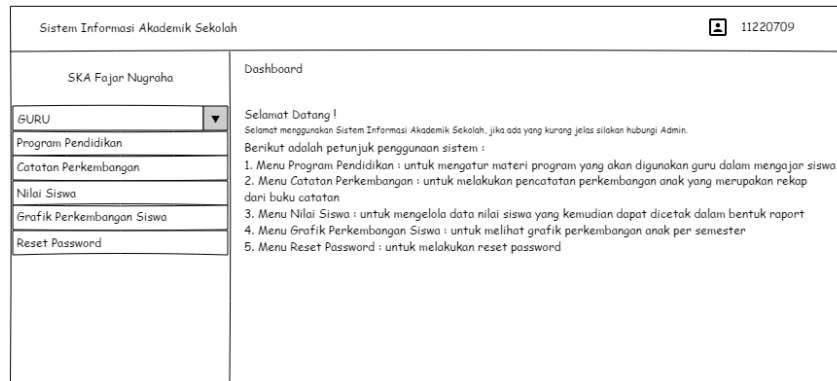 Sistem Informasi Akademik Sekolah
11220709
SKA Fajar Nugraha
GURU
Program Pendidikan
Catatan Perkembangan
Nilai Siswa
Grafik Perkembangan Siswa
Reset Password
Dashboard
Selamat Datang !
Selamat menggunakan Sistem Informasi Akademik Sekolah, jika ada yang kurang jelas silakan hubungi Admin.
Berikut adalah petunjuk penggunaan sistem :
1. Menu Program Pendidikan : untuk mengatur materi program yang akan digunakan guru dalam mengajar siswa
2. Menu Catatan Perkembangan : untuk melakukan pencatatan perkembangan anak yang merupakan rekap
dari buku catatan
3. Menu Nilai Siswa : untuk mengelola data nilai siswa yang kemudian dapat dicetak dalam bentuk raport
4. Menu Grafik Perkembangan Siswa : untuk melihat grafik perkembangan anak per semester
5. Menu Reset Password : untuk melakukan reset password